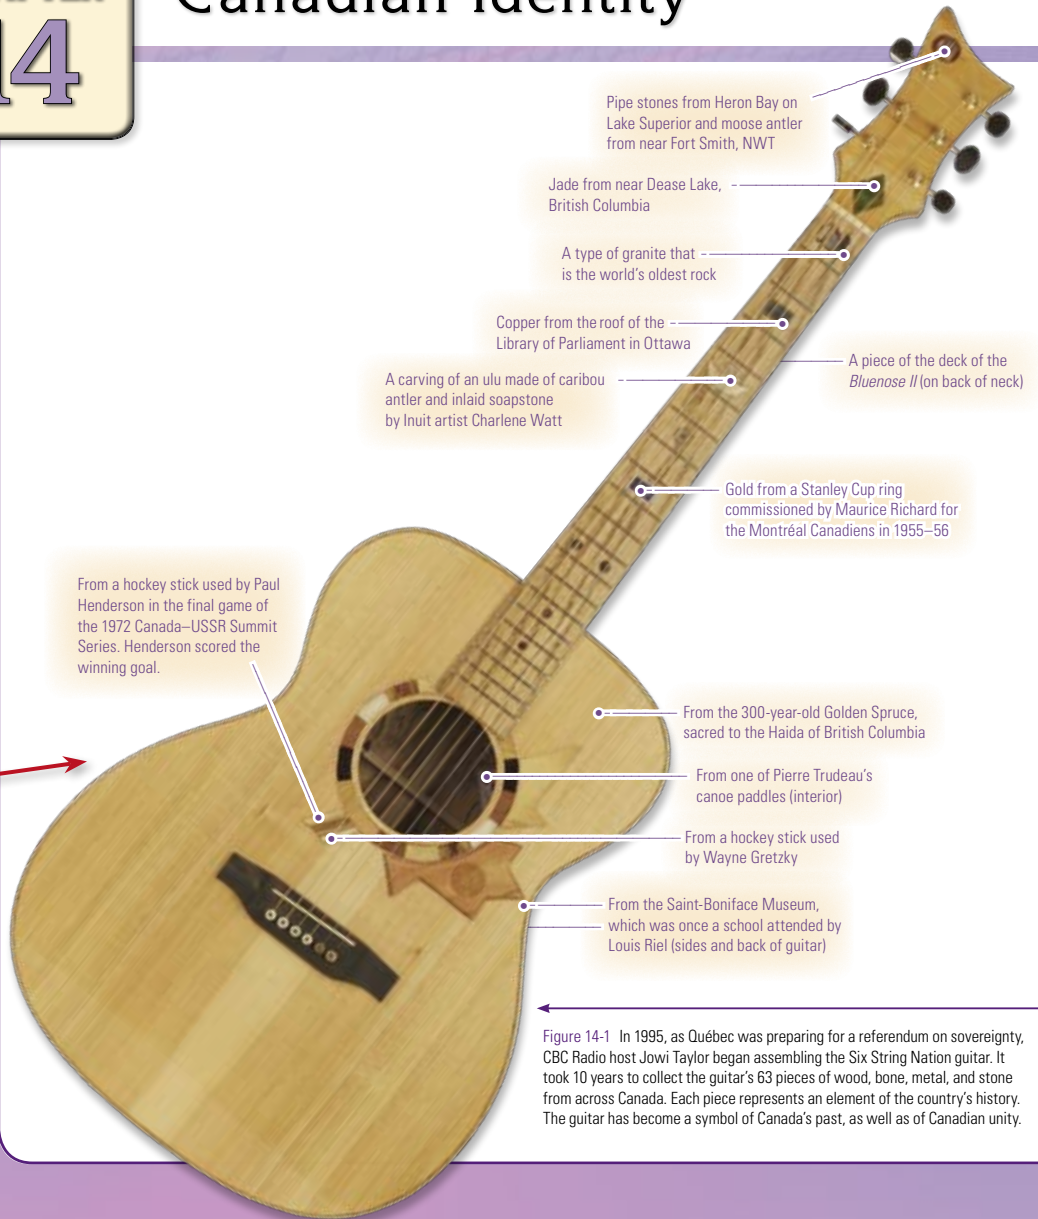 Canadian Identity
14
Pipe stones from Heron Bay on
Lake Superior and moose antler
from near Fort Smith, NWT
Jade from near Dease Lake,
British Columbia
A type of granite that
is the world's oldest rock
Copper from the roof of the
Library of Parliament in Ottawa
A piece of the deck of the
Bluenose II (on back of neck)
A carving of an ulu made of caribou
antler and inlaid soapstone
by Inuit artist Charlene Watt
Gold from a Stanley Cup ring
commissioned by Maurice Richard for
the Montréal Canadiens in 1955–56
From a hockey stick used by Paul
Henderson in the final game of
the 1972 Canada–USSR Summit
Series. Henderson scored the
winning goal.
From the 300-year-old Golden Spruce,
sacred to the Haida of British Columbia
From one of Pierre Trudeau's
canoe paddles (interior)
From a hockey stick used
by Wayne Gretzky
From the Saint-Boniface Museum,
which was once a school attended by
Louis Riel (sides and back of guitar)
Figure 14-1 In 1995, as Québec was preparing for a referendum on sovereignty,
CBC Radio host Jowi Taylor began assembling the Six String Nation guitar. It
took 10 years to collect the guitar's 63 pieces of wood, bone, metal, and stone
from across Canada. Each piece represents an element of the country's history.
The guitar has become a symbol of Canada's past, as well as of Canadian unity.